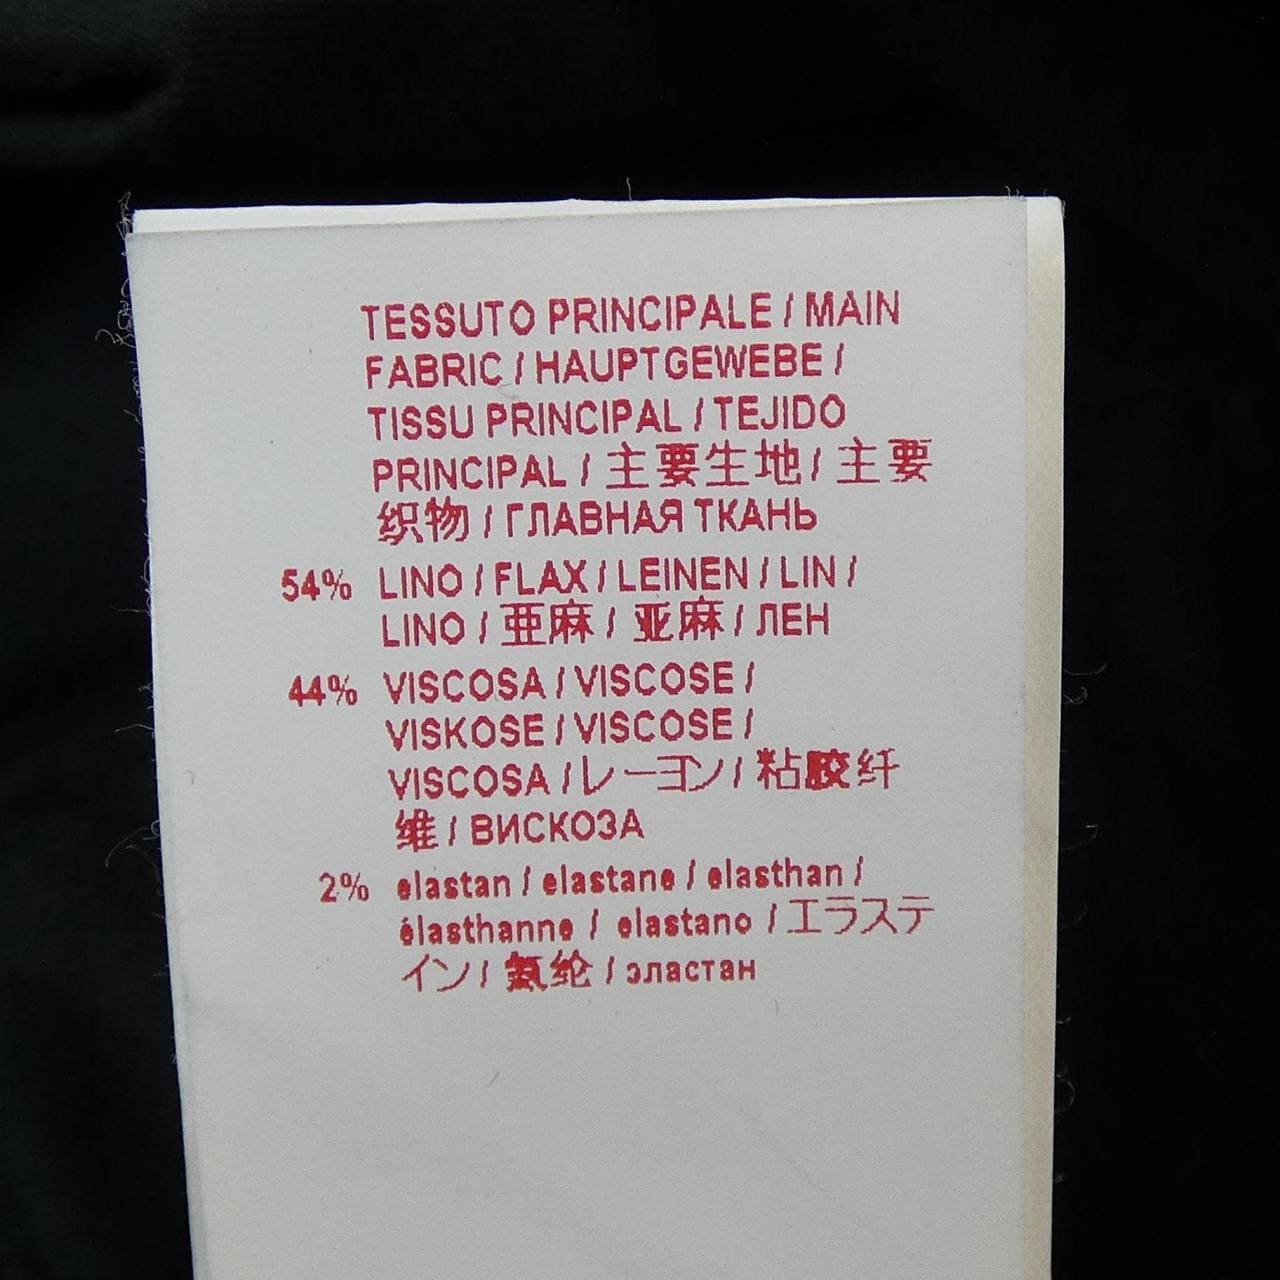 TESSUTO PRINCIPALE / MAIN
FABRIC / HAUPTGEWEBE /
TISSU PRINCIPAL / TEJIDO
PRINCIPAL / 主要生地 / 主要
织物 / ГЛАВНАЯ ТКАНЬ
54% LINO / FLAX / LEINEN / LIN /
LINO / 亜麻 / 亚麻 / ЛЕН
44% VISCOSA / VISCOSE /
VISKOSE / VISCOSE /
VISCOSA / レーヨン / 粘胶纤
维 / ВИСКОЗА
2% elastan / elastane / elasthan /
élasthanne / elastano / エラステ
イン / 氨纶 / эластан